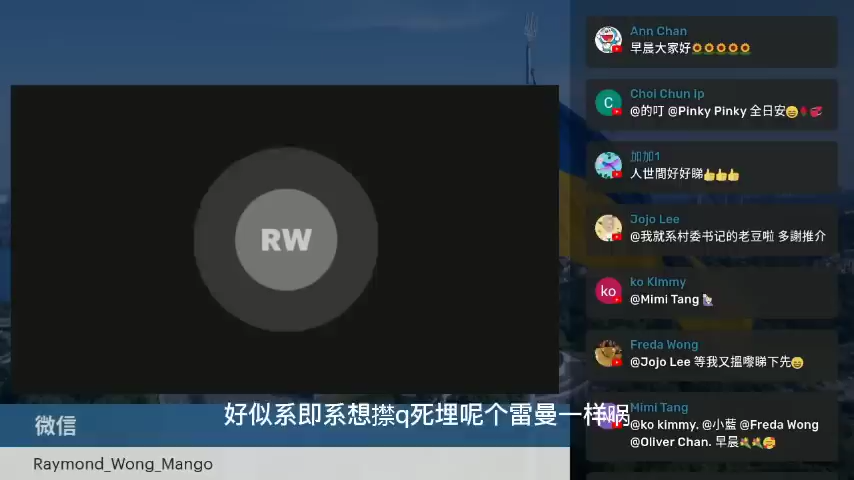 RW
微信
Raymond_Wong_Mango
好似系即系想㩒q死埋呢个雷曼一样㖞
Ann Chan
早晨大家好🌻🌻🌻🌻🌻
C
Choi Chun Ip
@的叮 @Pinky Pinky 全日安😄🌹💋
加加1
人世間好好睇👍👍👍
Jojo Lee
@我就系村委书记的老豆啦 多謝推介
ko
ko Kimmy
@Mimi Tang 🙋🏻‍♀️
Freda Wong
@Jojo Lee 等我又搵嚟睇下先😄
Mimi Tang
@ko kimmy. @小藍 @Freda Wong
@Oliver Chan. 早晨💐💐🥰